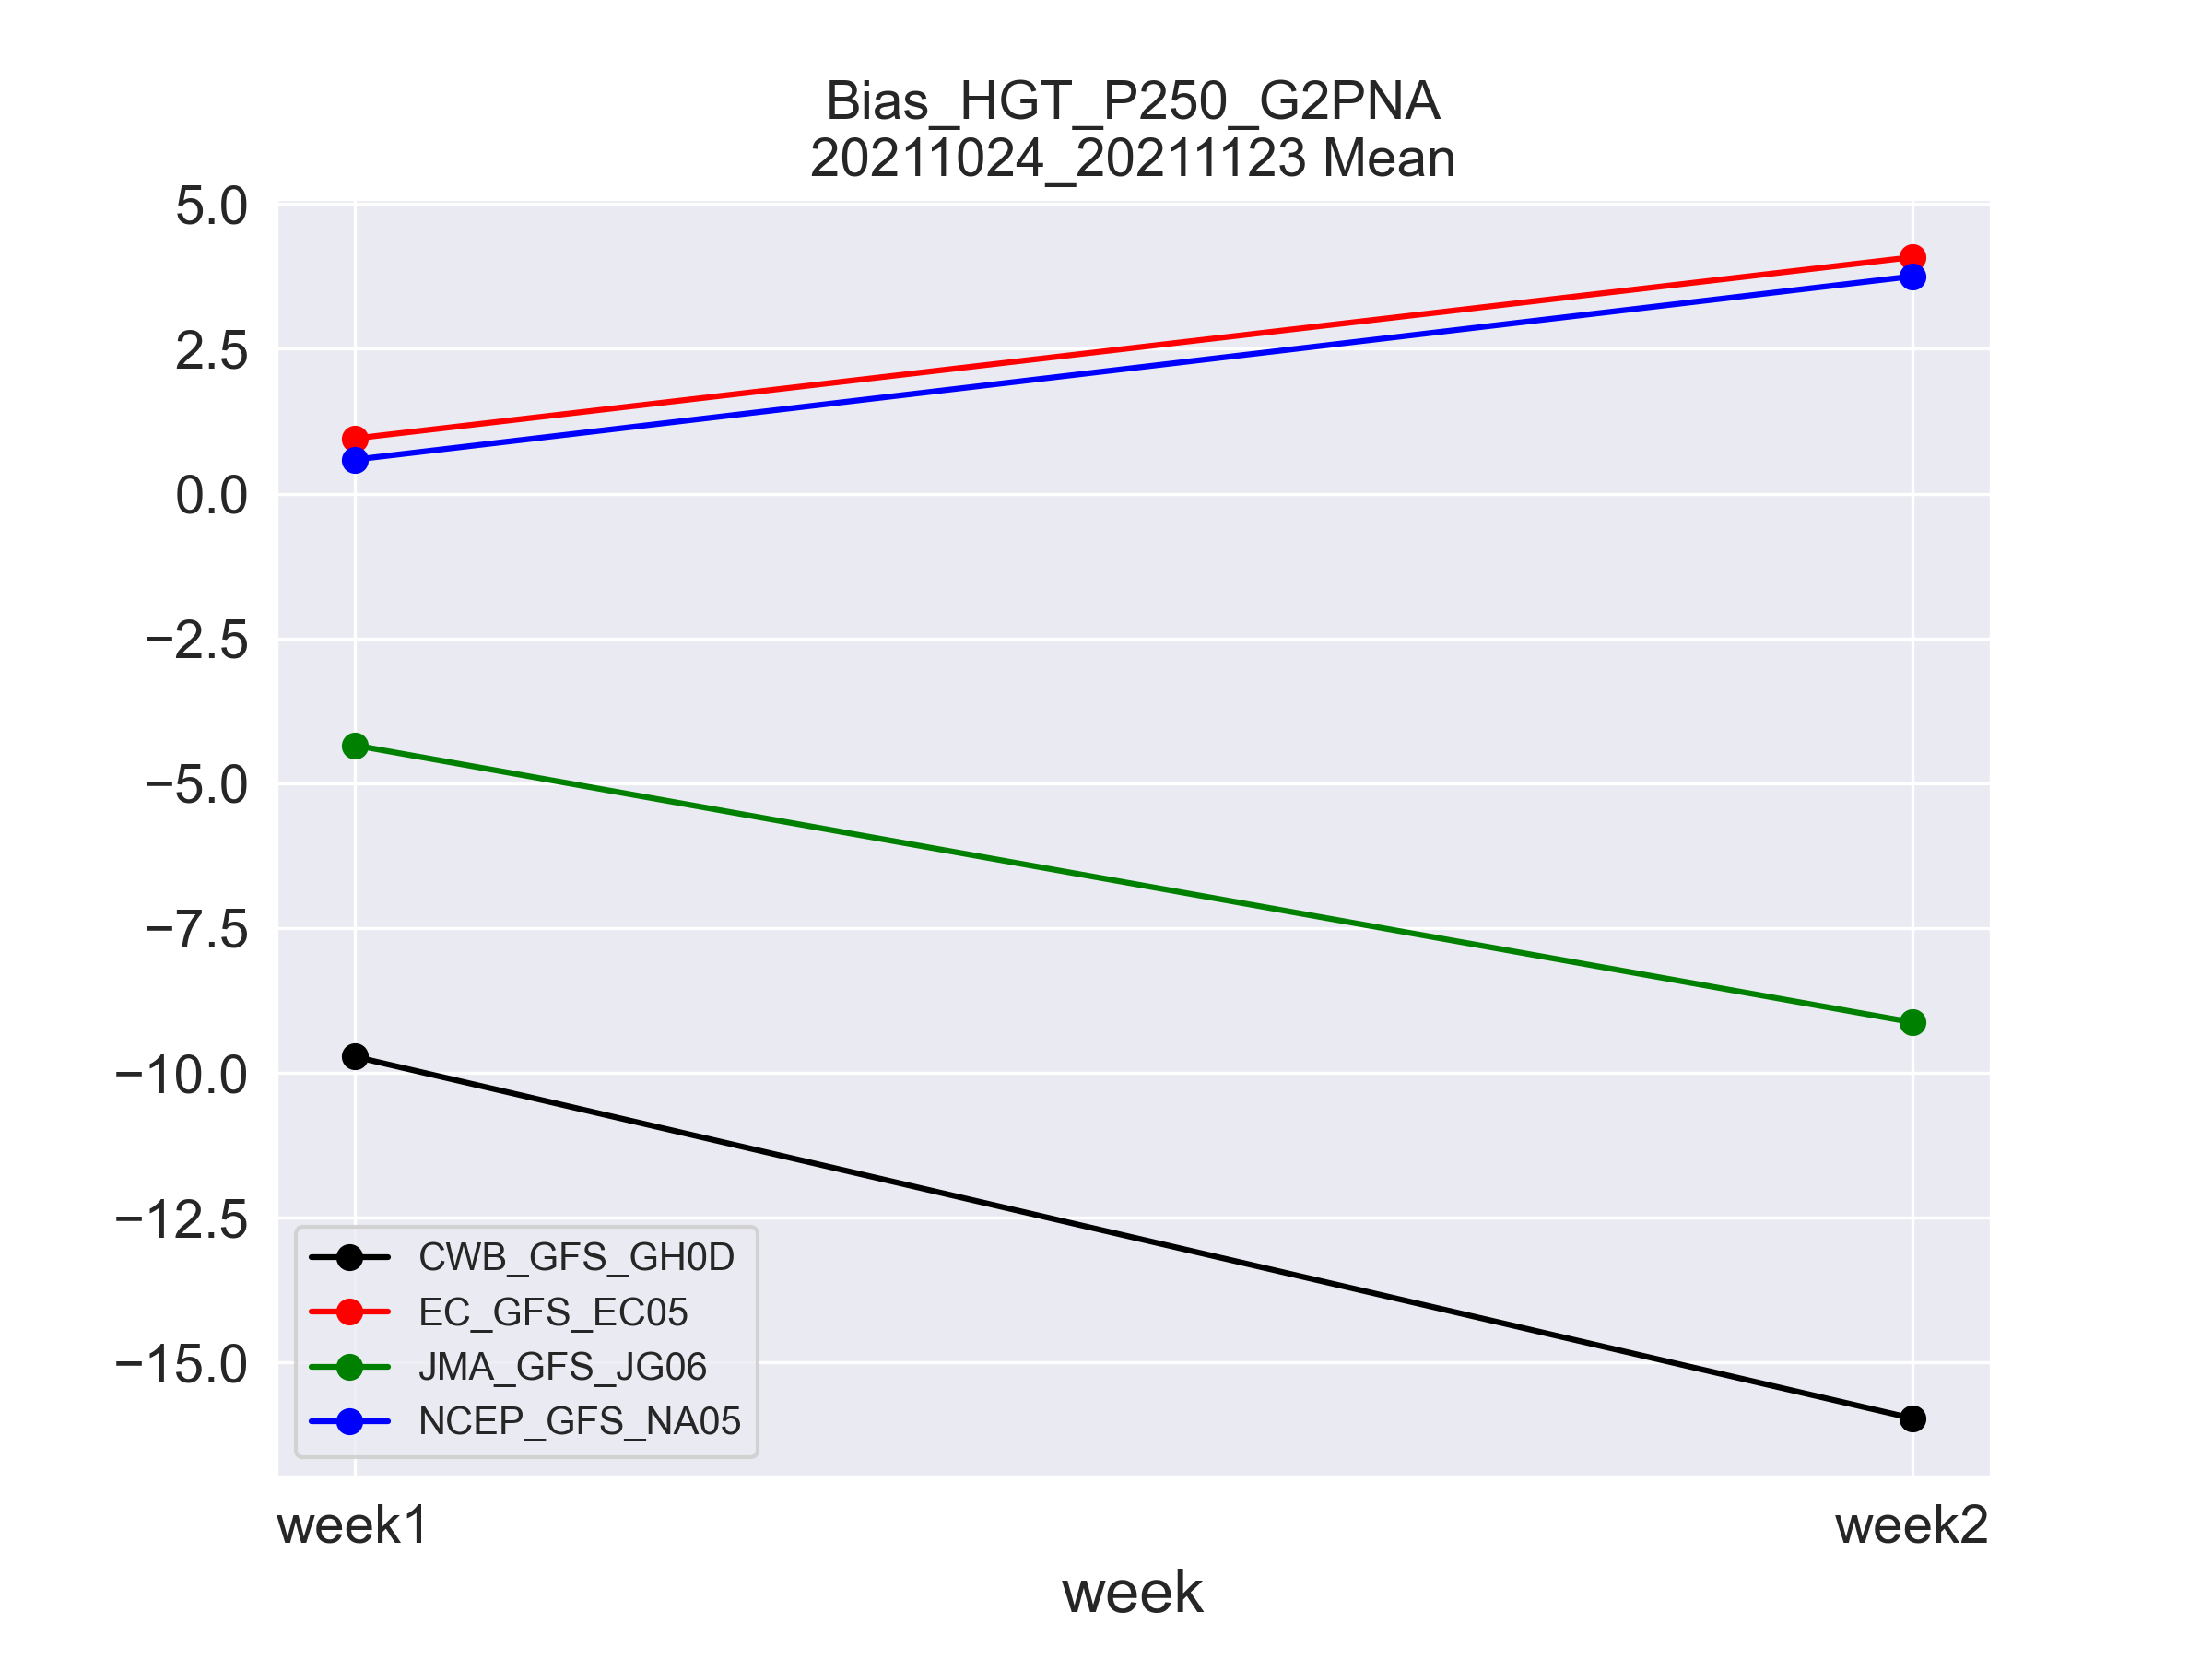 Bias_HGT_P250_G2PNA
20211024_20211123 Mean
5.0
2.5
0.0
−2.5
−5.0
−7.5
−10.0
−12.5
−15.0
CWB_GFS_GH0D
EC_GFS_EC05
JMA_GFS_JG06
NCEP_GFS_NA05
week1
week2
week